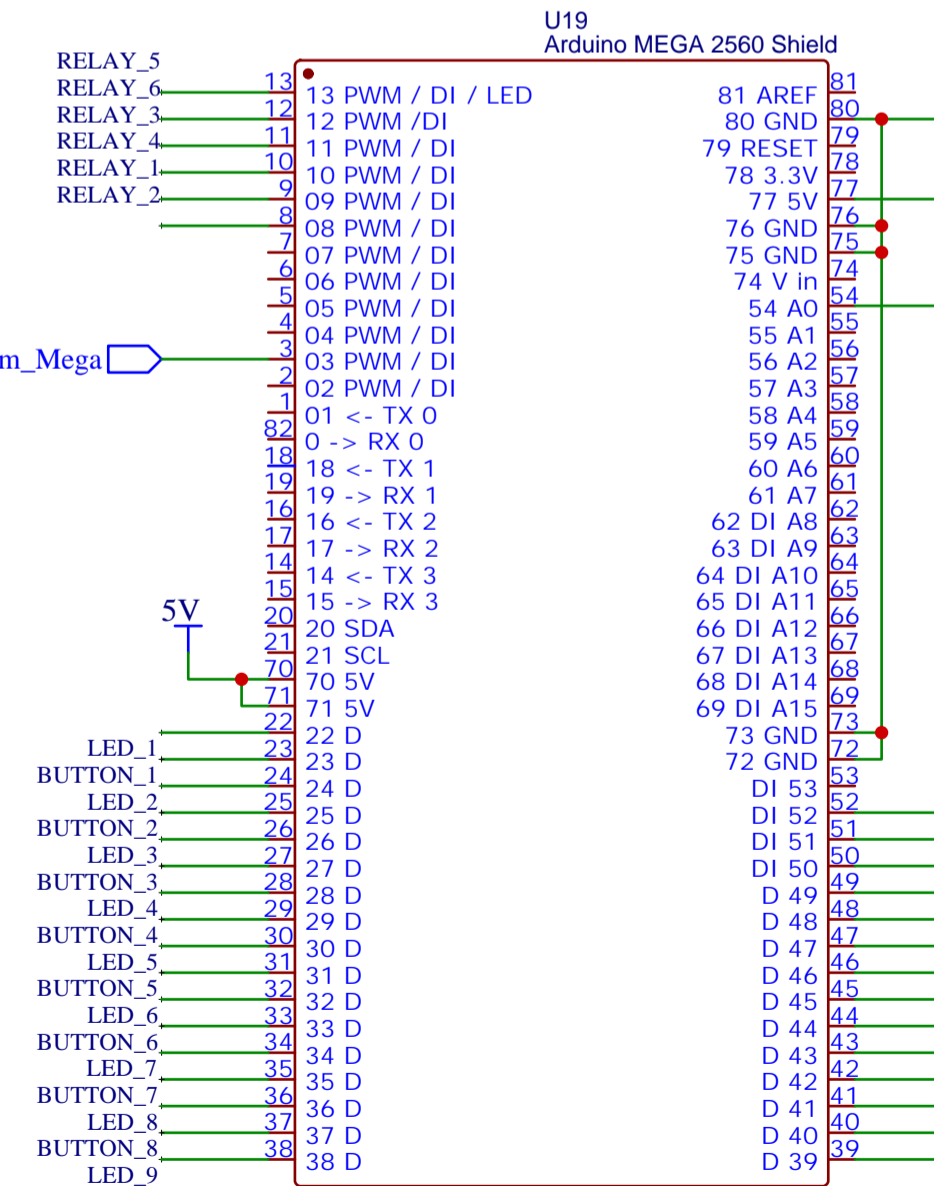 U19
Arduino MEGA 2560 Shield
RELAY_5
RELAY_6
RELAY_3
RELAY_4
RELAY_1
RELAY_2
m_Mega
5V
LED_1
BUTTON_1
LED_2
BUTTON_2
LED_3
BUTTON_3
LED_4
BUTTON_4
LED_5
BUTTON_5
LED_6
BUTTON_6
LED_7
BUTTON_7
LED_8
BUTTON_8
LED_9
13 13 PWM / DI / LED
12 12 PWM /DI
11 11 PWM / DI
10 10 PWM / DI
9 09 PWM / DI
8 08 PWM / DI
7 07 PWM / DI
6 06 PWM / DI
5 05 PWM / DI
4 04 PWM / DI
3 03 PWM / DI
2 02 PWM / DI
1 01 <- TX 0
82 0 -> RX 0
18 18 <- TX 1
19 19 -> RX 1
16 16 <- TX 2
17 17 -> RX 2
14 14 <- TX 3
15 15 -> RX 3
20 20 SDA
21 21 SCL
70 70 5V
71 71 5V
22 22 D
23 23 D
24 24 D
25 25 D
26 26 D
27 27 D
28 28 D
29 29 D
30 30 D
31 31 D
32 32 D
33 33 D
34 34 D
35 35 D
36 36 D
37 37 D
38 38 D
81 AREF 81
80 GND 80
79 RESET 79
78 3.3V 78
77 5V 77
76 GND 76
75 GND 75
74 V in 74
54 A0 54
55 A1 55
56 A2 56
57 A3 57
58 A4 58
59 A5 59
60 A6 60
61 A7 61
62 DI A8 62
63 DI A9 63
64 DI A10 64
65 DI A11 65
66 DI A12 66
67 DI A13 67
68 DI A14 68
69 DI A15 69
73 GND 73
72 GND 72
DI 53 53
DI 52 52
DI 51 51
DI 50 50
D 49 49
D 48 48
D 47 47
D 46 46
D 45 45
D 44 44
D 43 43
D 42 42
D 41 41
D 40 40
D 39 39